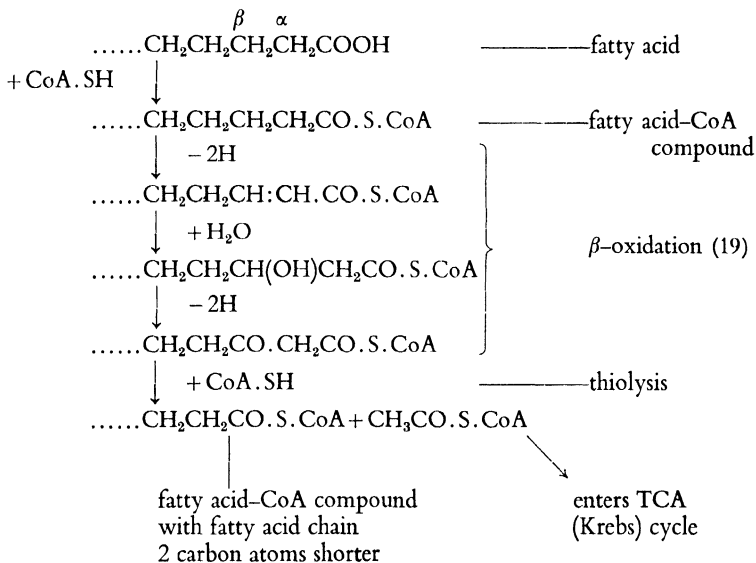 β α
......CH₂CH₂CH₂CH₂COOH fatty acid
+ CoA.SH
......CH₂CH₂CH₂CH₂CO.S.CoA fatty acid–CoA
compound
− 2H
......CH₂CH₂CH:CH.CO.S.CoA
+ H₂O
β–oxidation (19)
......CH₂CH₂CH(OH)CH₂CO.S.CoA
− 2H
......CH₂CH₂CO.CH₂CO.S.CoA
+ CoA.SH thiolysis
......CH₂CH₂CO.S.CoA + CH₃CO.S.CoA
fatty acid–CoA compound
with fatty acid chain
2 carbon atoms shorter
enters TCA
(Krebs) cycle